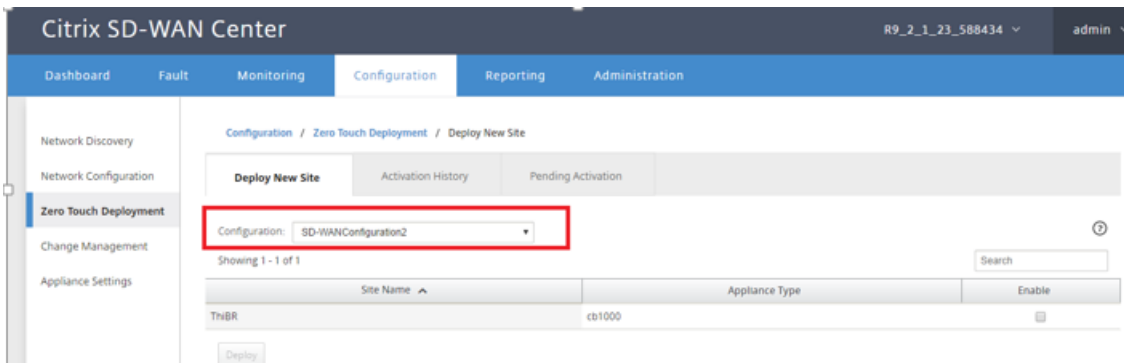 Citrix SD-WAN Center
R9_2_1_23_588434
admin
Dashboard Fault Monitoring Configuration Reporting Administration
Network Discovery
Network Configuration
Zero Touch Deployment
Change Management
Appliance Settings
Configuration / Zero Touch Deployment / Deploy New Site
Deploy New Site Activation History Pending Activation
Configuration: SD-WANConfiguration2
Showing 1 - 1 of 1
Search
Site Name Appliance Type Enable
ThiBR cb1000
Deploy